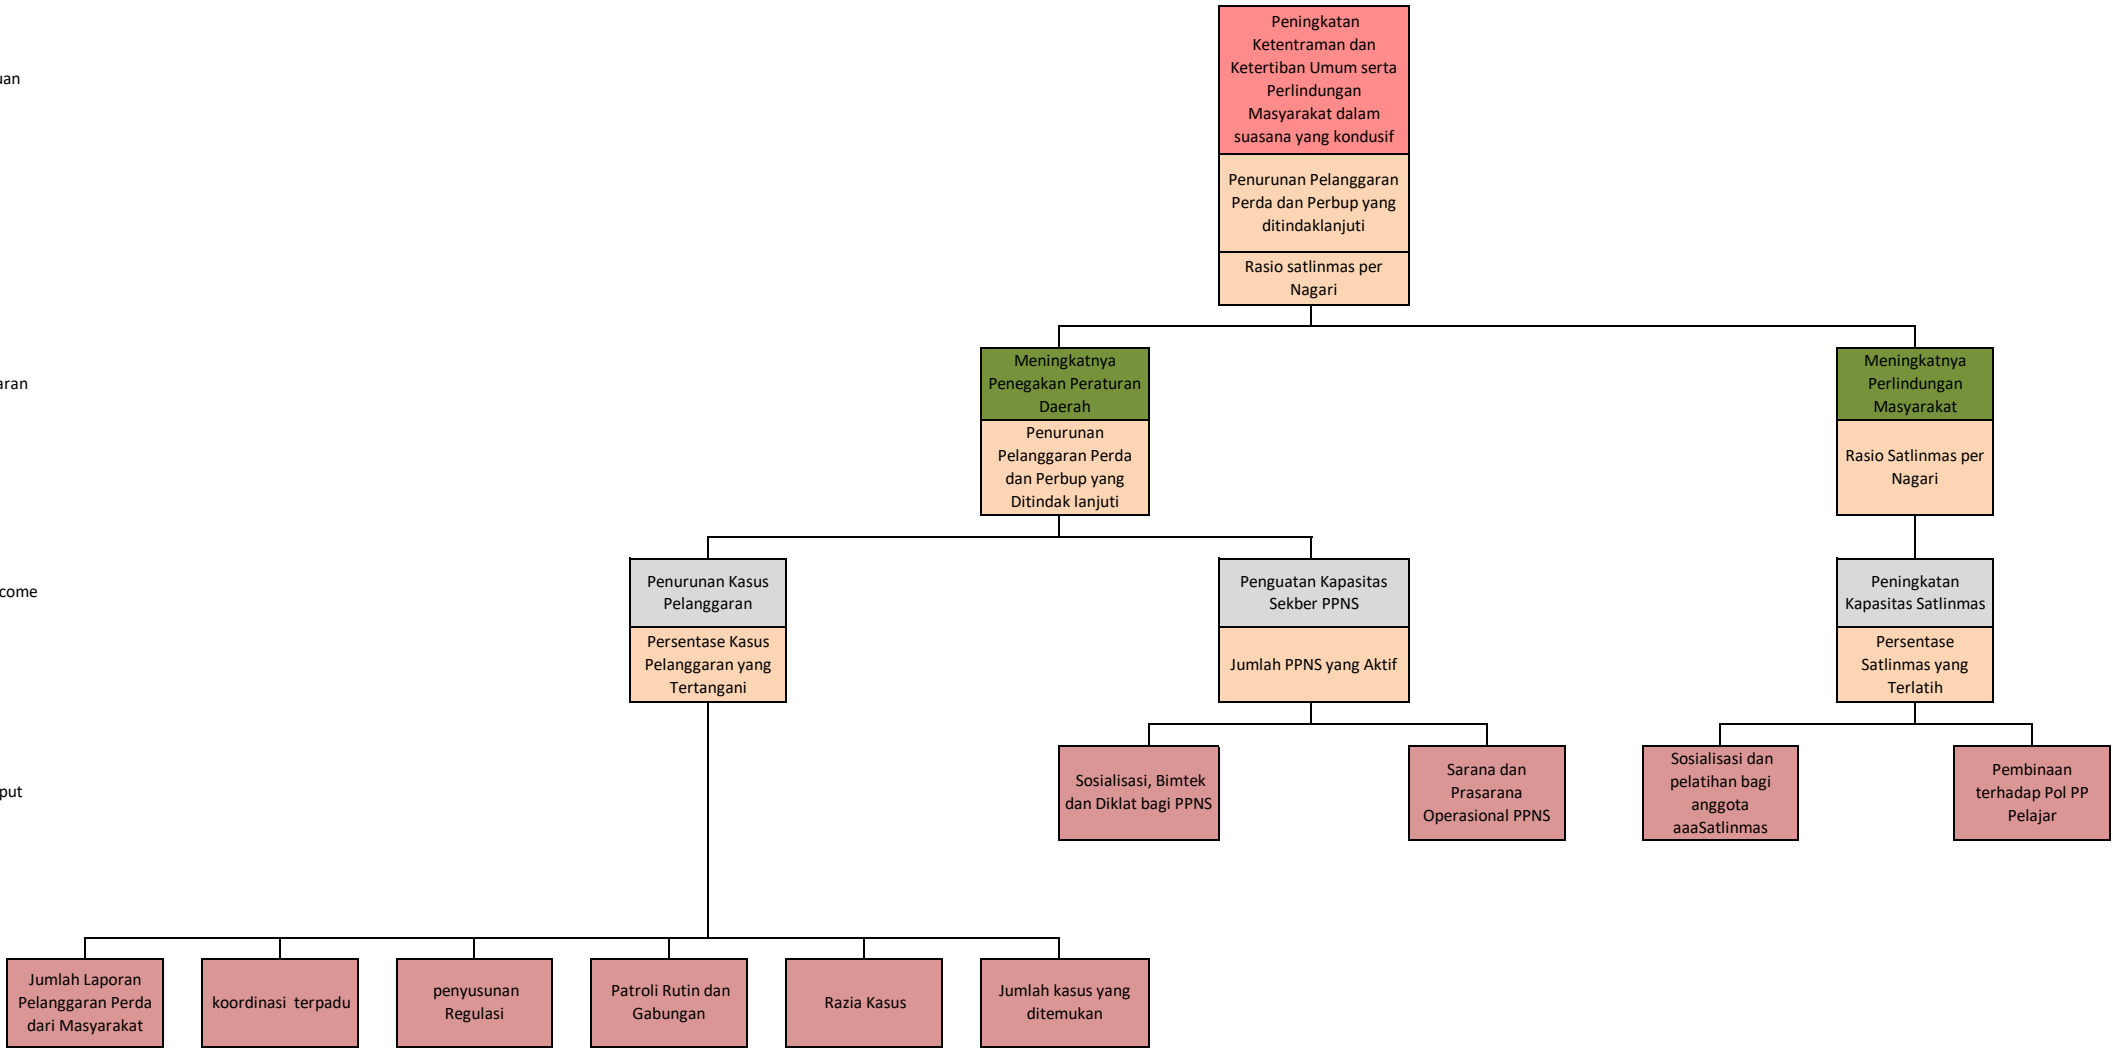 Peningkatan
Ketentraman dan
Ketertiban Umum serta
Perlindungan
Masyarakat dalam
suasana yang kondusif
uan
Penurunan Pelanggaran
Perda dan Perbup yang
ditindaklanjuti
Rasio satlinmas per
Nagari
aran
Meningkatnya
Penegakan Peraturan
Daerah
Penurunan
Pelanggaran Perda
dan Perbup yang
Ditindak lanjuti
Meningkatnya
Perlindungan
Masyarakat
Rasio Satlinmas per
Nagari
come
Penurunan Kasus
Pelanggaran
Persentase Kasus
Pelanggaran yang
Tertangani
Penguatan Kapasitas
Sekber PPNS
Jumlah PPNS yang Aktif
Peningkatan
Kapasitas Satlinmas
Persentase
Satlinmas yang
Terlatih
put
Sosialisasi, Bimtek
dan Diklat bagi PPNS
Sarana dan
Prasarana
Operasional PPNS
Sosialisasi dan
pelatihan bagi
anggota
aaaSatlinmas
Pembinaan
terhadap Pol PP
Pelajar
Jumlah Laporan
Pelanggaran Perda
dari Masyarakat
koordinasi terpadu
penyusunan
Regulasi
Patroli Rutin dan
Gabungan
Razia Kasus
Jumlah kasus yang
ditemukan